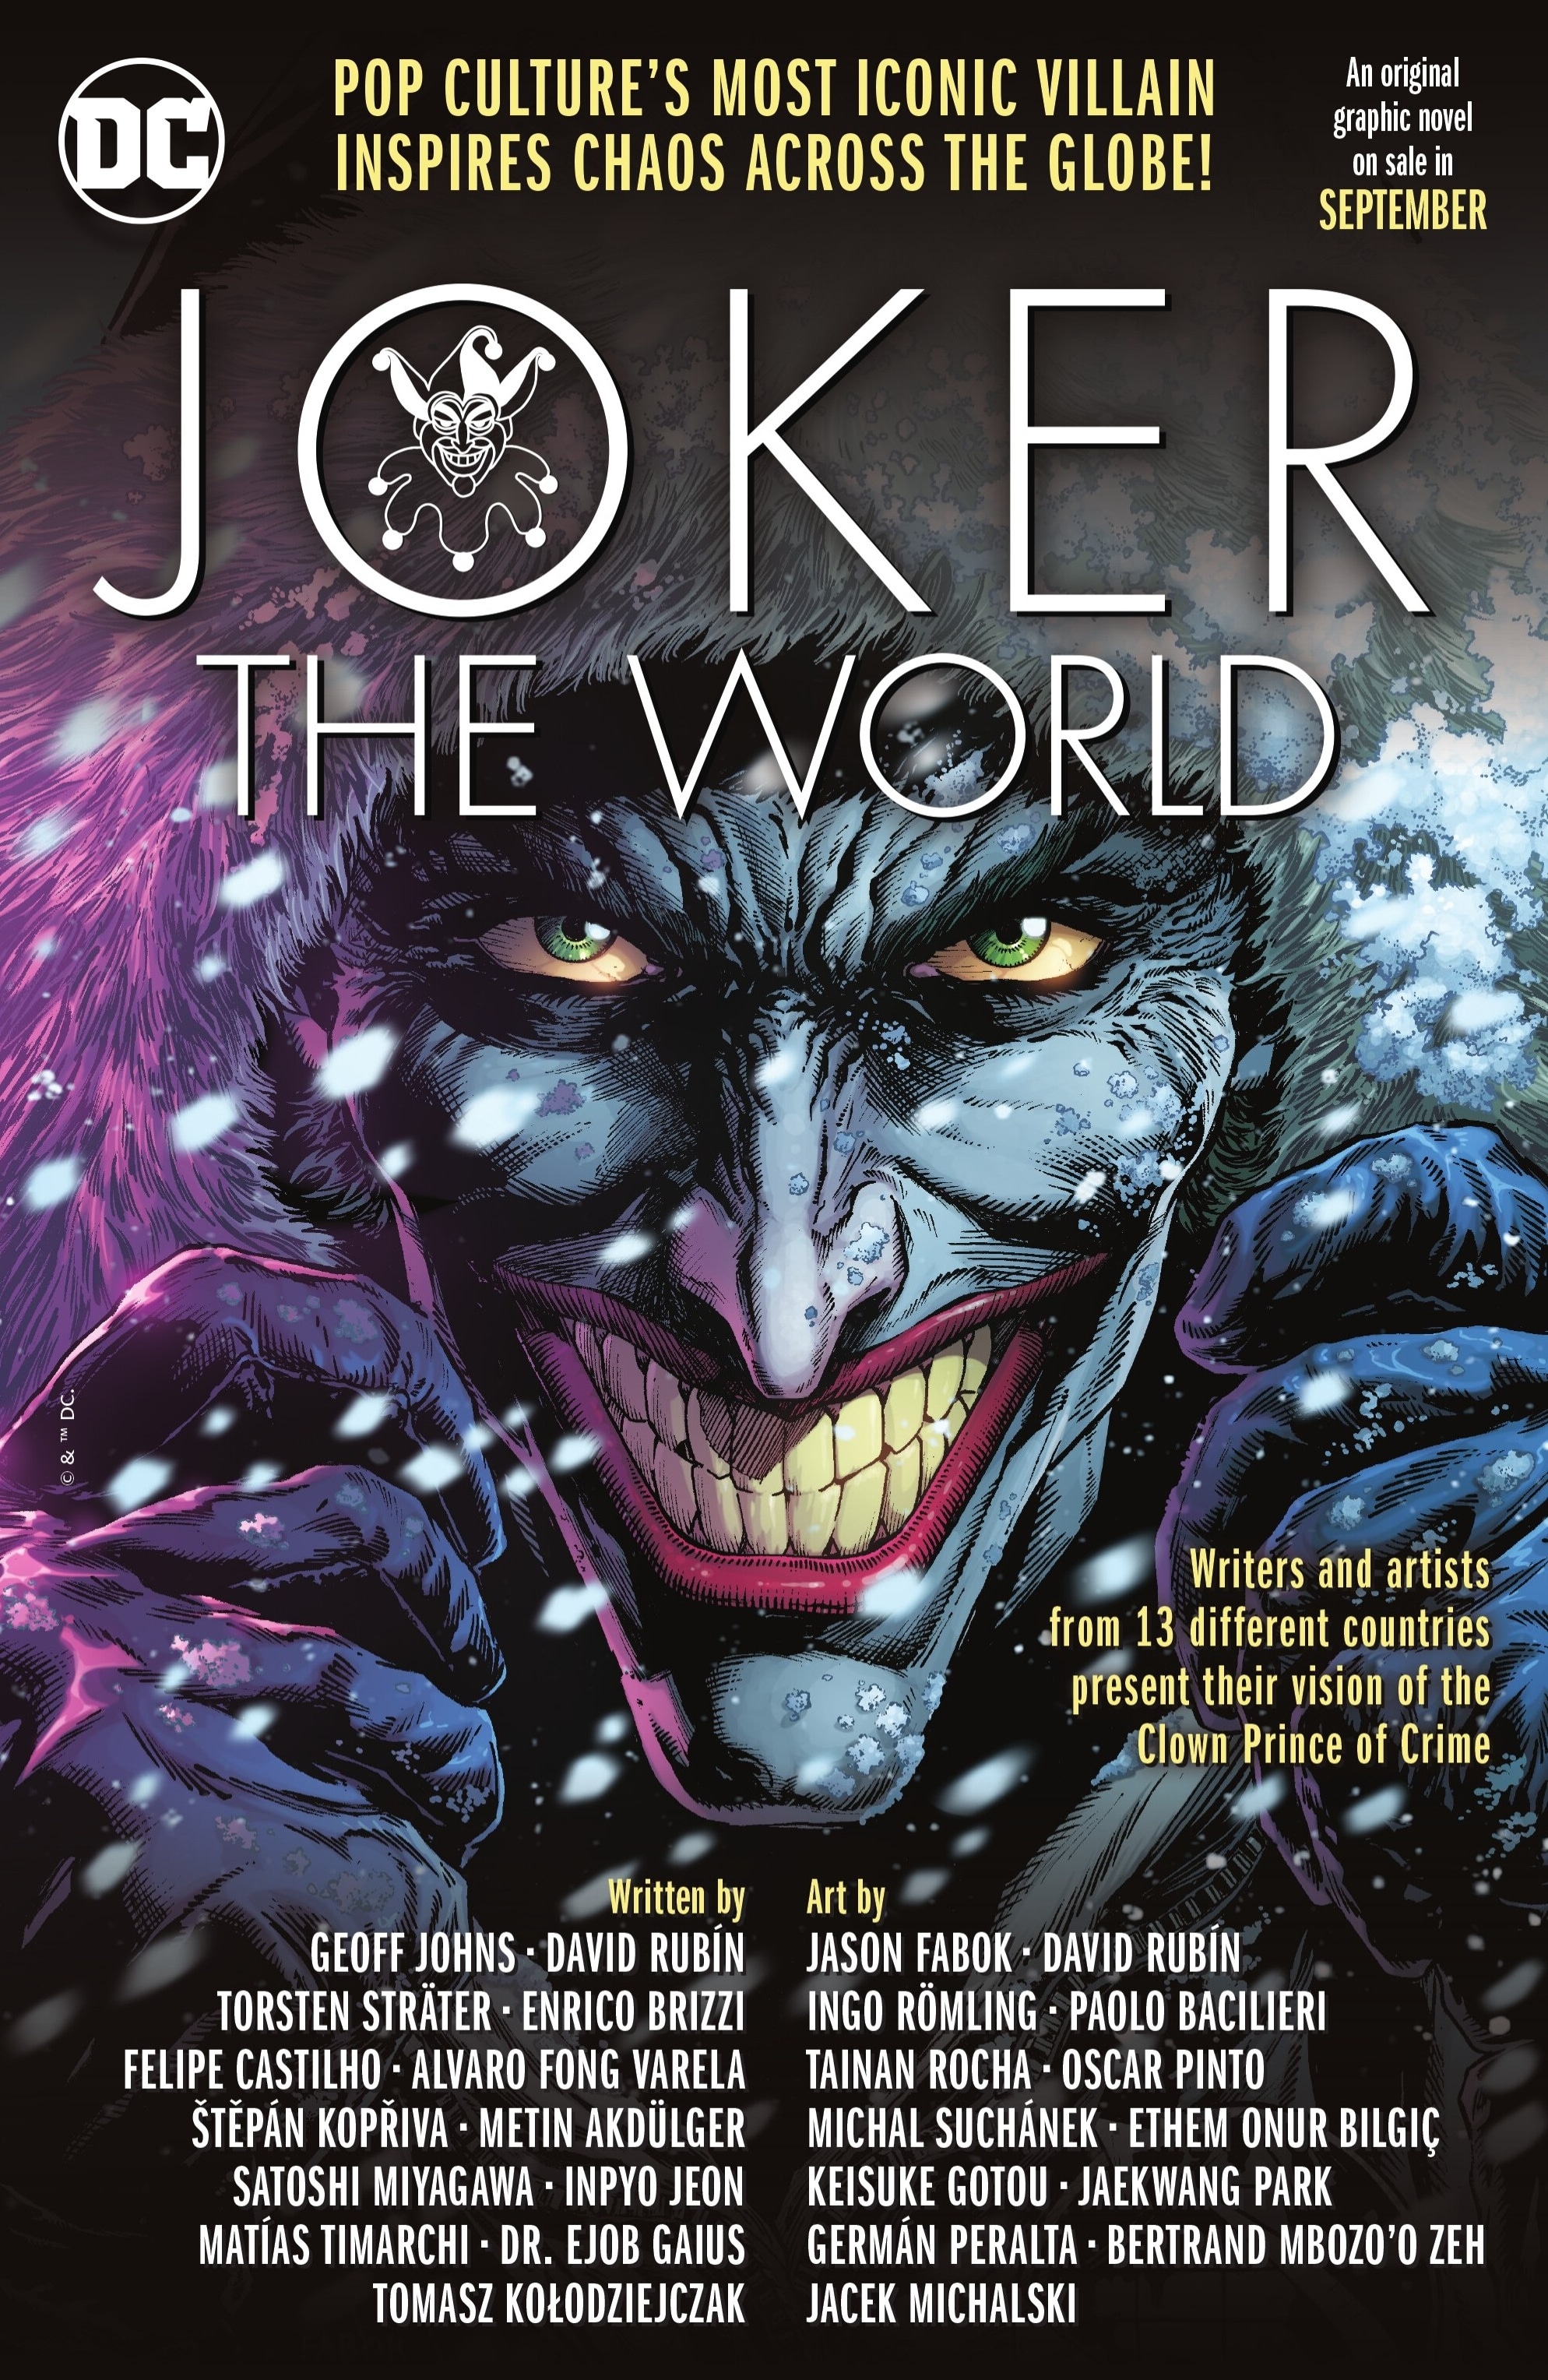 DC
POP CULTURE'S MOST ICONIC VILLAIN
INSPIRES CHAOS ACROSS THE GLOBE!
An original
graphic novel
on sale in
SEPTEMBER
JOKER
THE WORLD
© & ™ DC.
Writers and artists
from 13 different countries
present their vision of the
Clown Prince of Crime
Written by
GEOFF JOHNS · DAVID RUBÍN
TORSTEN STRÄTER · ENRICO BRIZZI
FELIPE CASTILHO · ALVARO FONG VARELA
ŠTĚPÁN KOPŘIVA · METIN AKDÜLGER
SATOSHI MIYAGAWA · INPYO JEON
MATÍAS TIMARCHI · DR. EJOB GAIUS
TOMASZ KOŁODZIEJCZAK
Art by
JASON FABOK · DAVID RUBÍN
INGO RÖMLING · PAOLO BACILIERI
TAINAN ROCHA · OSCAR PINTO
MICHAL SUCHÁNEK · ETHEM ONUR BILGIÇ
KEISUKE GOTOU · JAEKWANG PARK
GERMÁN PERALTA · BERTRAND MBOZO'O ZEH
JACEK MICHALSKI